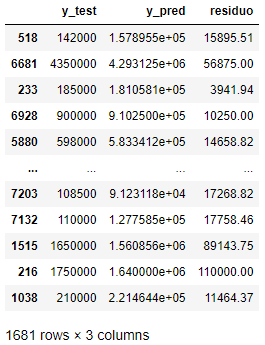 y_test y_pred residuo
518 142000 1.578955e+05 15895.51
6681 4350000 4.293125e+06 56875.00
233 185000 1.810581e+05 3941.94
6928 900000 9.102500e+05 10250.00
5880 598000 5.833412e+05 14658.82
... ... ... ...
7203 108500 9.123118e+04 17268.82
7132 110000 1.277585e+05 17758.46
1515 1650000 1.560856e+06 89143.75
216 1750000 1.640000e+06 110000.00
1038 210000 2.214644e+05 11464.37
1681 rows × 3 columns